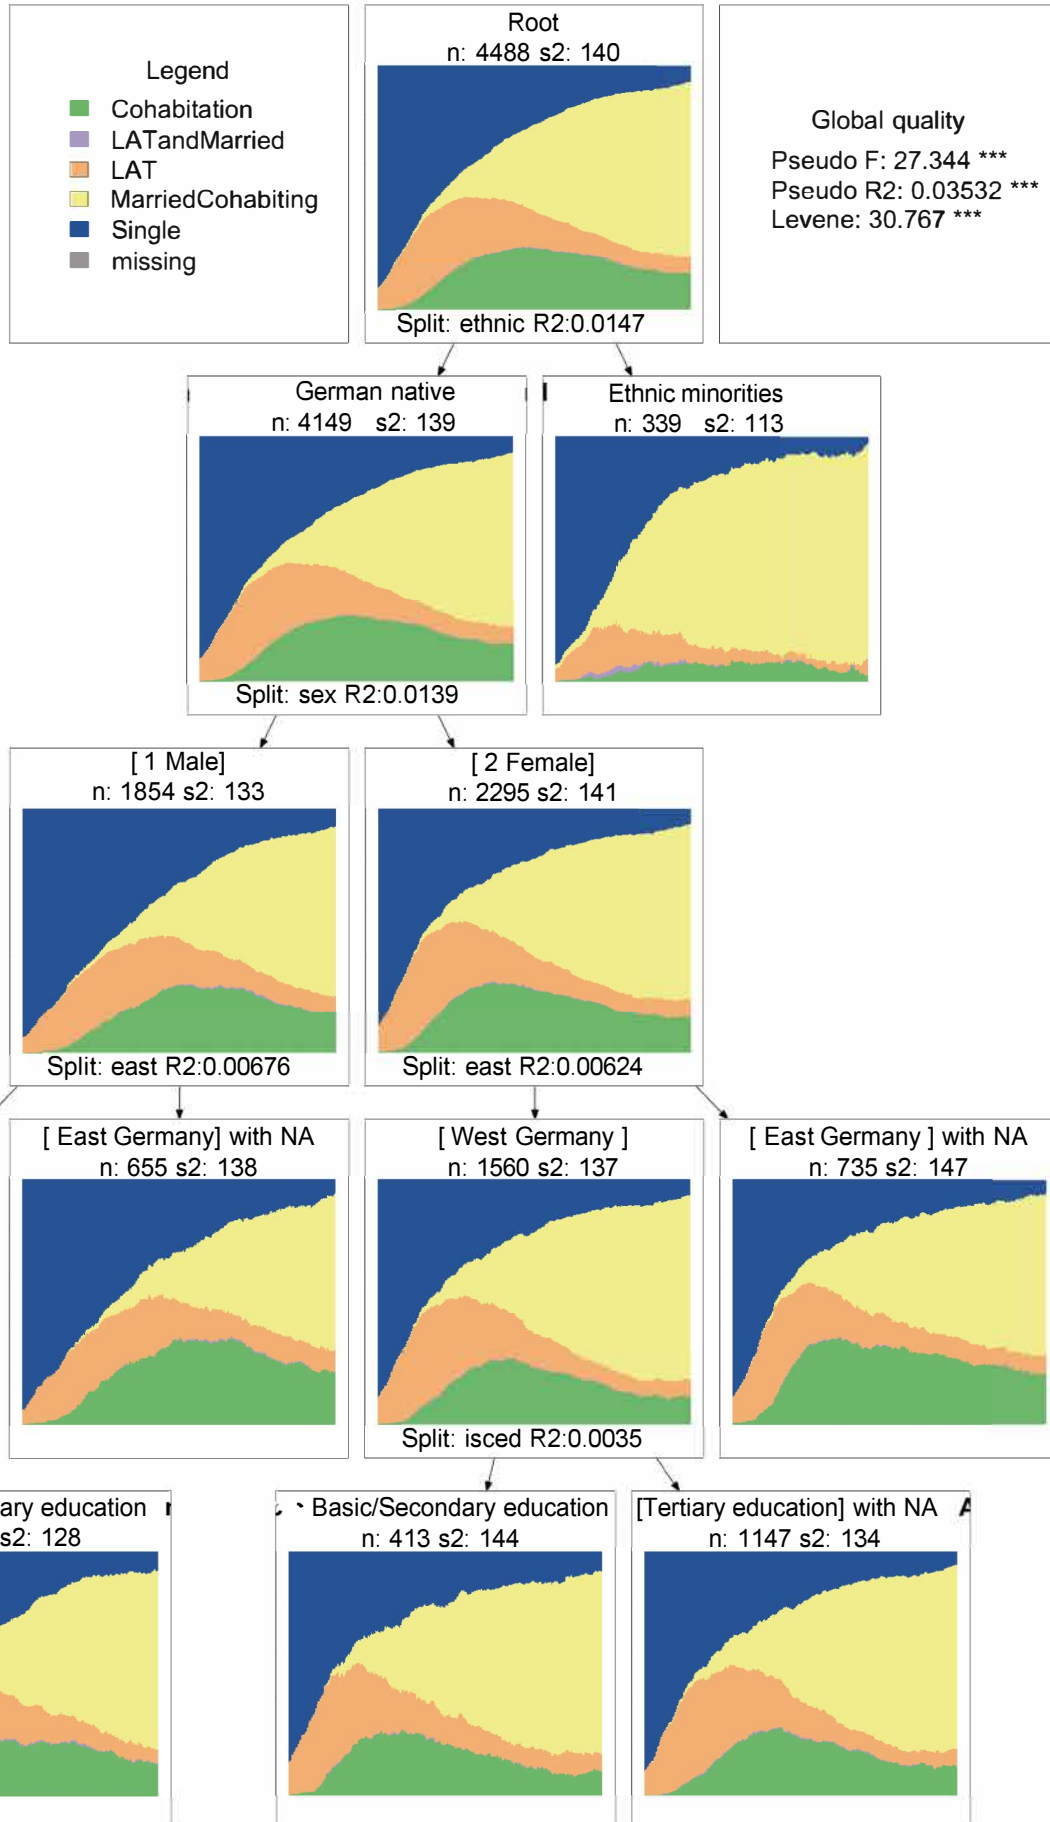 Legend
Cohabitation
LATandMarried
LAT
MarriedCohabiting
Single
missing
Root
n: 4488 s2: 140
Split: ethnic R2:0.0147
Global quality
Pseudo F: 27.344 ***
Pseudo R2: 0.03532 ***
Levene: 30.767 ***
German native
n: 4149 s2: 139
Split: sex R2:0.0139
Ethnic minorities
n: 339 s2: 113
[ 1 Male]
n: 1854 s2: 133
Split: east R2:0.00676
[ 2 Female]
n: 2295 s2: 141
Split: east R2:0.00624
[ East Germany] with NA
n: 655 s2: 138
[ West Germany ]
n: 1560 s2: 137
Split: isced R2:0.0035
[ East Germany ] with NA
n: 735 s2: 147
ary education
s2: 128
Basic/Secondary education
n: 413 s2: 144
[Tertiary education] with NA
n: 1147 s2: 134